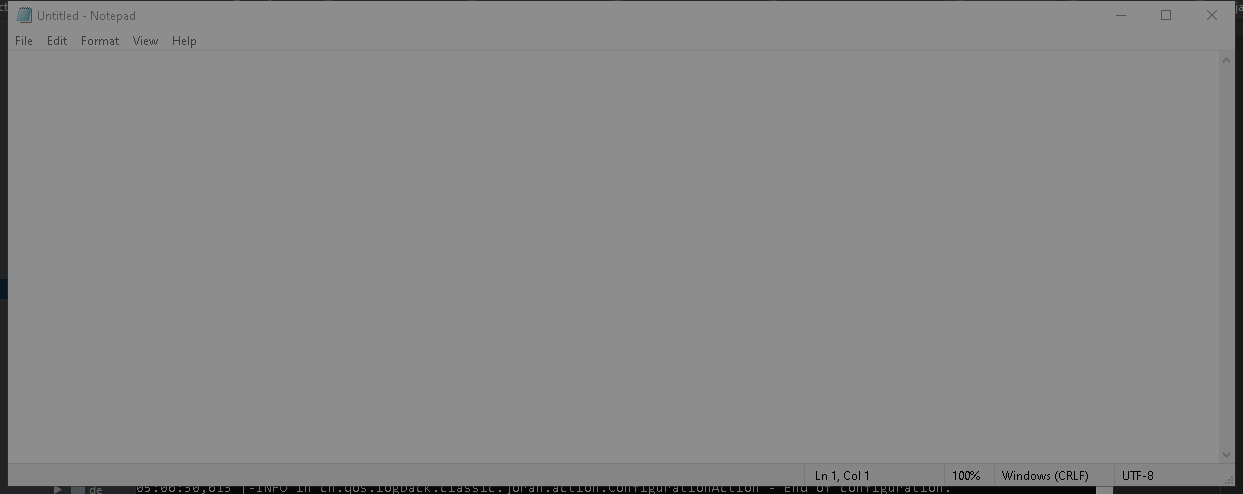 Untitled - Notepad
File Edit Format View Help
Ln 1, Col 1 100% Windows (CRLF) UTF-8
de 05:06:30,613 |-INFO in ch.qos.logback.classic.joran.action.ConfigurationAction - End of configuration.